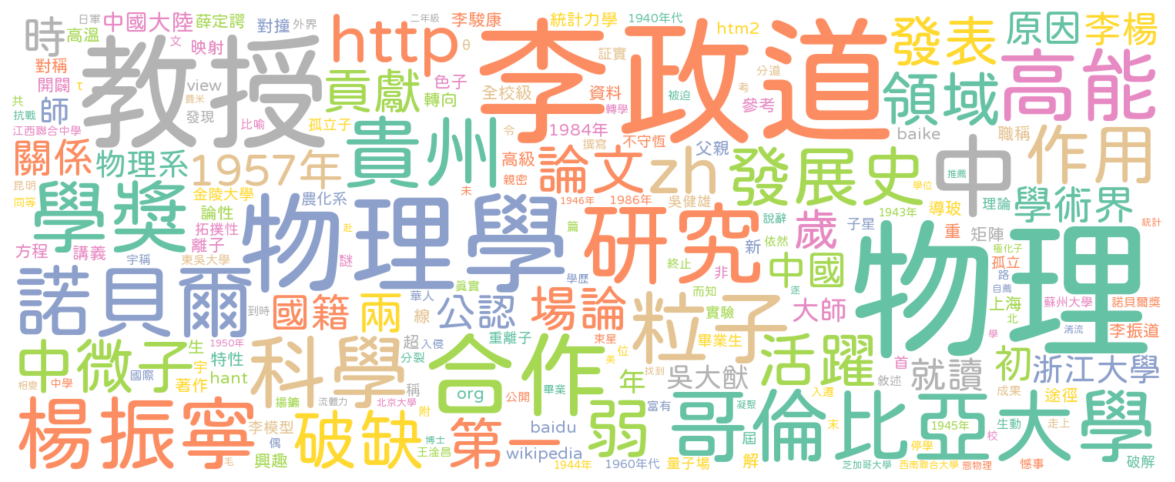 日軍 中國大陸 薛定諤 對撞 外界 二年級 李駿康 統計力學 1940年代 htm2 原因 李楊
時 高溫 文 映射 教授 http θ 李政道 証實 發表 高能
對稱 開闢 τ view 貢獻 色子 全校級 資料 分道 領域
共 抗戰 師 費米 發現 轉向 被迫 轉學 參考 考
江西聯合中學 比喻 孤立子 令 1984年 撰寫 不守恆 baike 職稱 作用
關係 物理系 1957年 貴州 高級 論文 父親 zh 發展史 中 推薦
昆明 同等 金陵大學 農化系 親密 未 1946年 1986年 吳健雄 學位 導玻 理論 學術界
學獎 論性 拓撲性 物理學 研究 篇 說辭 歲 子星 1943年 重 矩陣 極化子 統計
方程 講義 離子 謎 赴 依然 新 物理
宇稱 東吳大學 學歷 終止 非 中國 路 孤立
諾貝爾 到時 國籍 兩 華人 真實 公認 場論 而知 實驗 粒子 大師 逐 自薦 上海 蘇州大學 諾貝爾獎
1950年 線 重離子 束星 北 清流 李振道
中微子 生 特性 科學 超 入侵 分裂 合作 美 位 畢業生 活躍 首 學 初 浙江大學
相變 中學 國際 宇 著作 hant 稱 org 畢業 公開 找到 年 吳大猷 敘述 就讀 成果 途徑
楊振寧 楊鑣 流體力 北京大學 附 富有 凝聚 入遵 哥倫比亞大學
李模型 破缺 博士 第一 baidu 弱 屆 末 1945年 生動 走上
偶 王淦昌 wikipedia 停學 校
毛 興趣 1944年 1960年代 量子場 解 芝加哥大學 西南聯合大學 態物理 憾事 破解